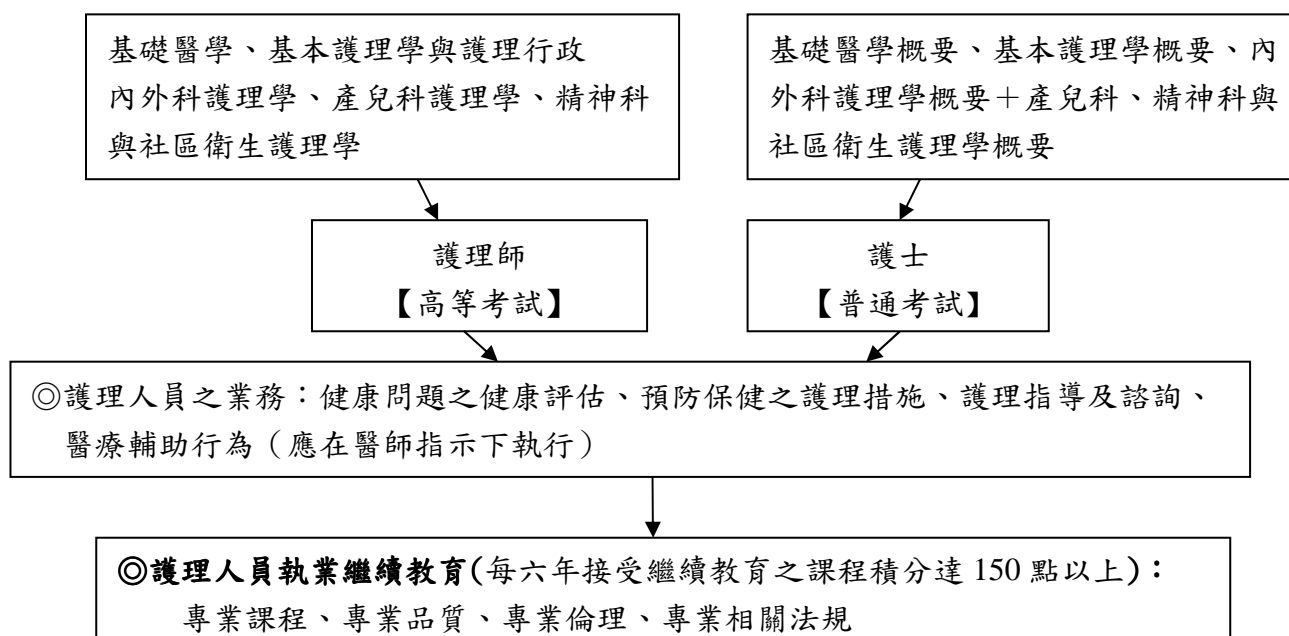 基礎醫學、基本護理學與護理行政
內外科護理學、產兒科護理學、精神科
與社區衛生護理學
基礎醫學概要、基本護理學概要、內
外科護理學概要＋產兒科、精神科與
社區衛生護理學概要
護理師
【高等考試】
護士
【普通考試】
◎護理人員之業務：健康問題之健康評估、預防保健之護理措施、護理指導及諮詢、
醫療輔助行為（應在醫師指示下執行）
◎護理人員執業繼續教育(每六年接受繼續教育之課程積分達 150 點以上)：
專業課程、專業品質、專業倫理、專業相關法規